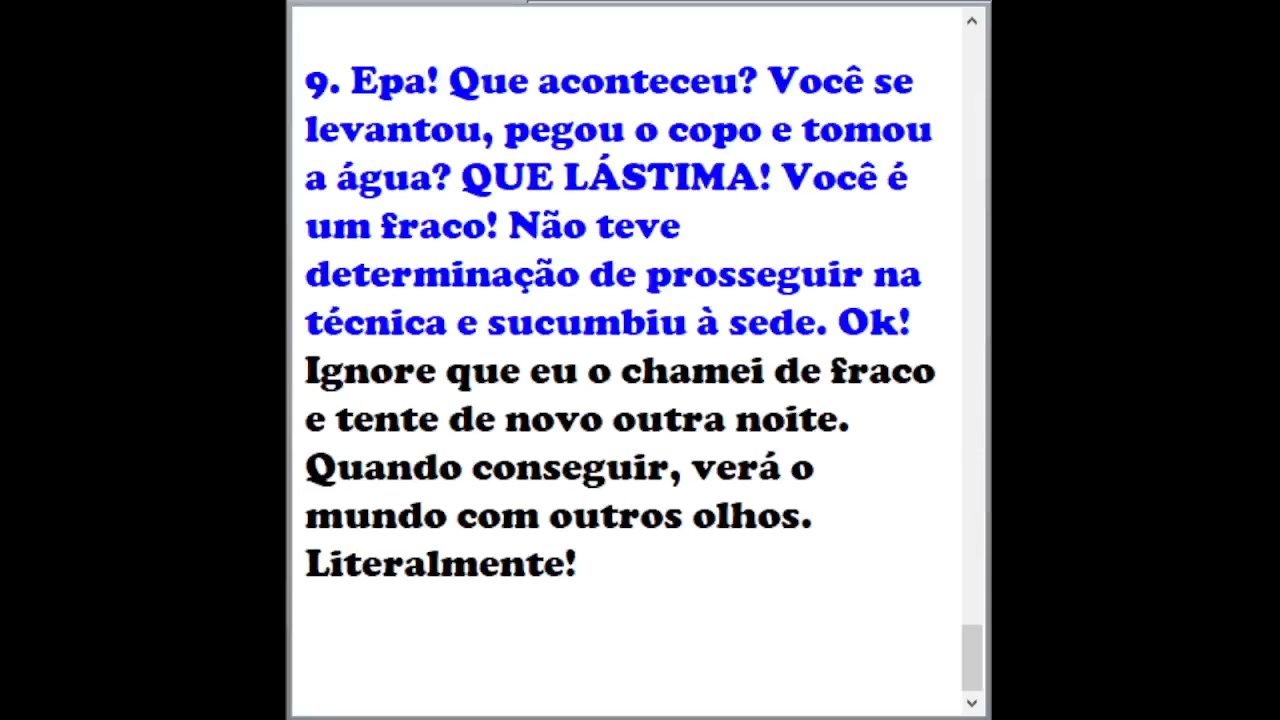 9. Epa! Que aconteceu? Você se
levantou, pegou o copo e tomou
a água? QUE LÁSTIMA! Você é
um fraco! Não teve
determinação de prosseguir na
técnica e sucumbiu à sede. Ok!
Ignore que eu o chamei de fraco
e tente de novo outra noite.
Quando conseguir, verá o
mundo com outros olhos.
Literalmente!